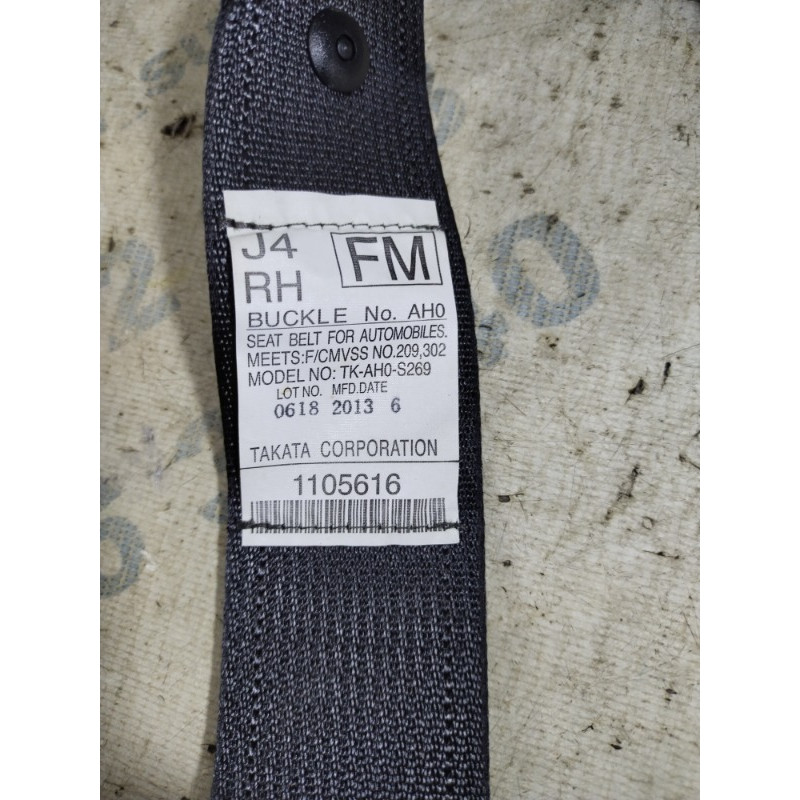 J4
FM
RH
BUCKLE No. AH0
SEAT BELT FOR AUTOMOBILES.
MEETS:F/CMVSS NO.209,302
MODEL NO: TK-AH0-S269
LOT NO. MFD.DATE
0618 2013 6
TAKATA CORPORATION
1105616